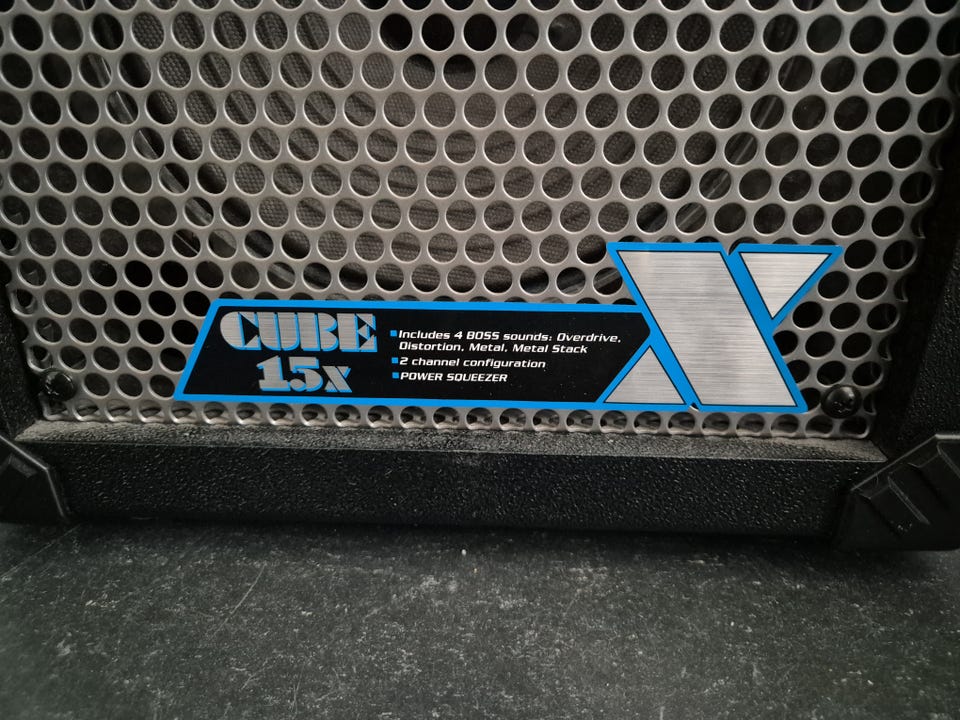 CUBE
15x
Includes 4 BOSS sounds: Overdrive,
Distortion, Metal, Metal Stack
2 channel configuration
POWER SQUEEZER
X